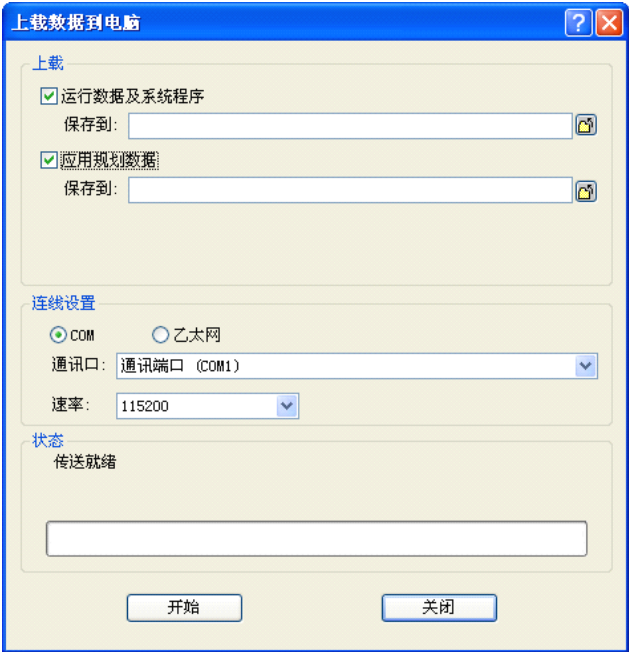 上载数据到电脑
上载
运行数据及系统程序
保存到:
应用规划数据
保存到:
连线设置
COM 乙太网
通讯口: 通讯端口 (COM1)
速率: 115200
状态
传送就绪
开始 关闭